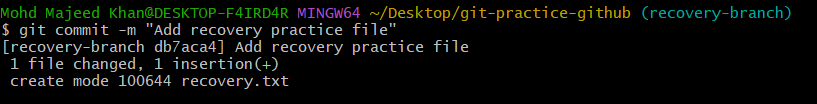 Mohd Majeed Khan@DESKTOP-F4IRD4R MINGW64 ~/Desktop/git-practice-github (recovery-branch)
$ git commit -m "Add recovery practice file"
[recovery-branch db7aca4] Add recovery practice file
 1 file changed, 1 insertion(+)
 create mode 100644 recovery.txt